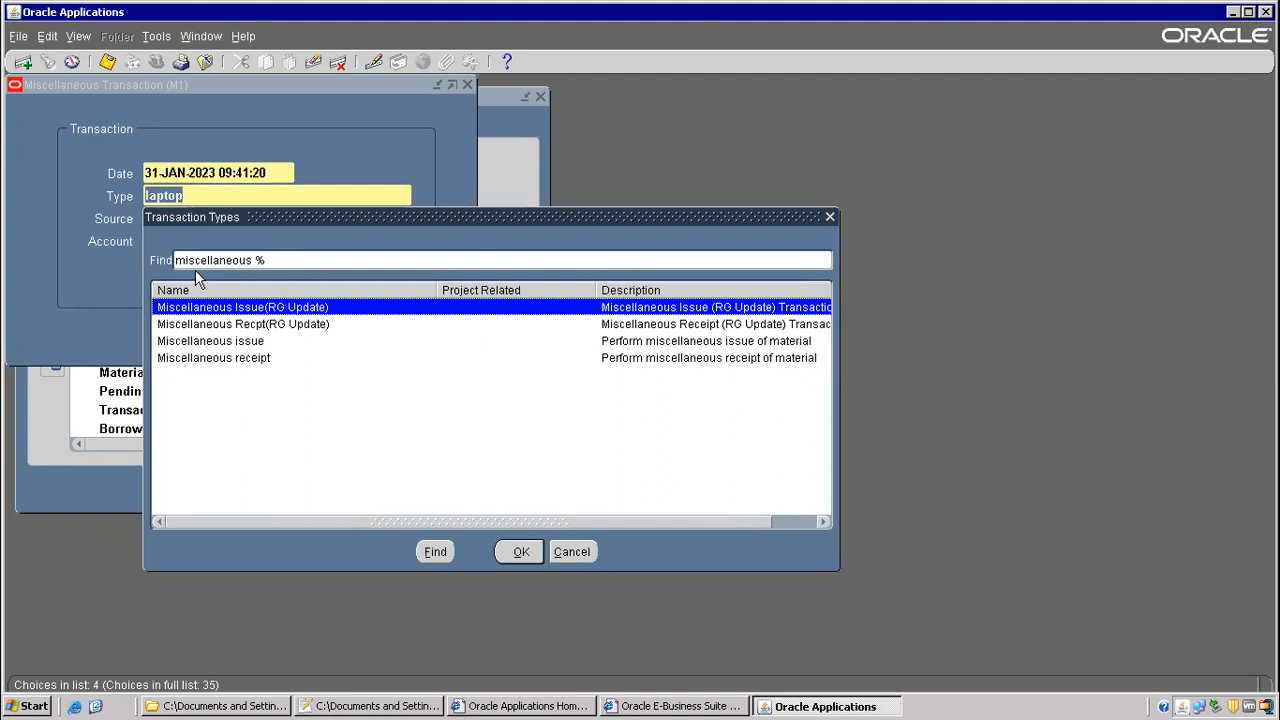 Oracle Applications
File Edit View Folder Tools Window Help
ORACLE
Miscellaneous Transaction (M1)
Transaction
Date 31-JAN-2023 09:41:20
Type laptop
Source
Account
Transaction Types
Find miscellaneous %
Name Project Related Description
Miscellaneous Issue(RG Update) Miscellaneous Issue (RG Update) Transactio
Miscellaneous Recpt(RG Update) Miscellaneous Receipt (RG Update) Transac
Miscellaneous issue Perform miscellaneous issue of material
Miscellaneous receipt Perform miscellaneous receipt of material
Materia
Pendin
Transac
Borrow
Find OK Cancel
Choices in list: 4 (Choices in full list: 35)
Start C:\Documents and Settin... C:\Documents and Settin... Oracle Applications Hom... Oracle E-Business Suite ... Oracle Applications